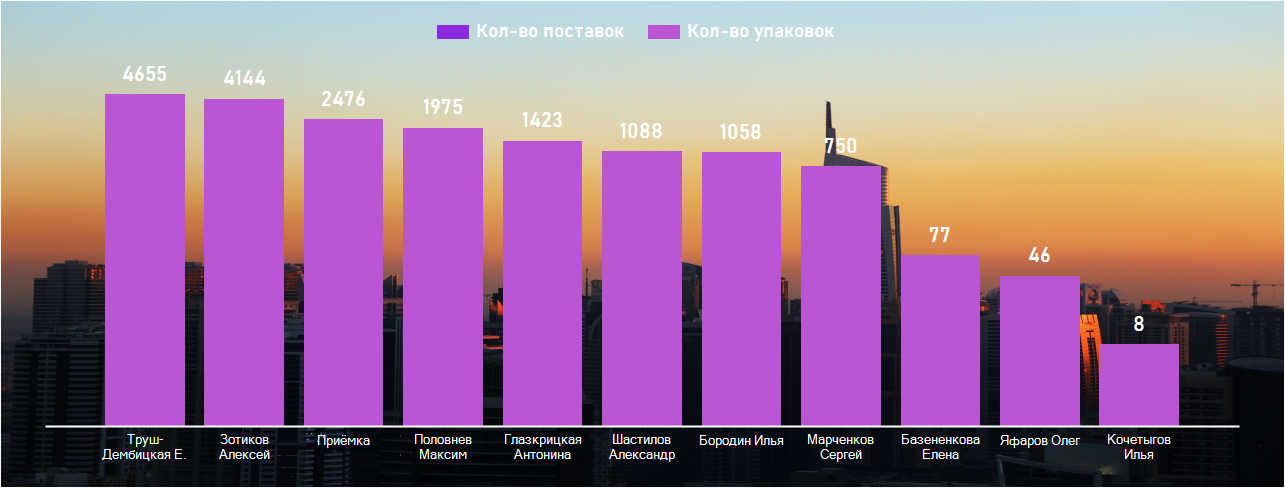 Кол-во поставок Кол-во упаковок
4655 4144 2476 1975 1423 1088 1058 750 77 46 8
Труш-
Дембицкая Е.
Зотиков
Алексей
Приёмка
Половнев
Максим
Глазкрицкая
Антонина
Шастилов
Александр
Бородин Илья
Марченков
Сергей
Базененкова
Елена
Яфаров Олег
Кочетыгов
Илья